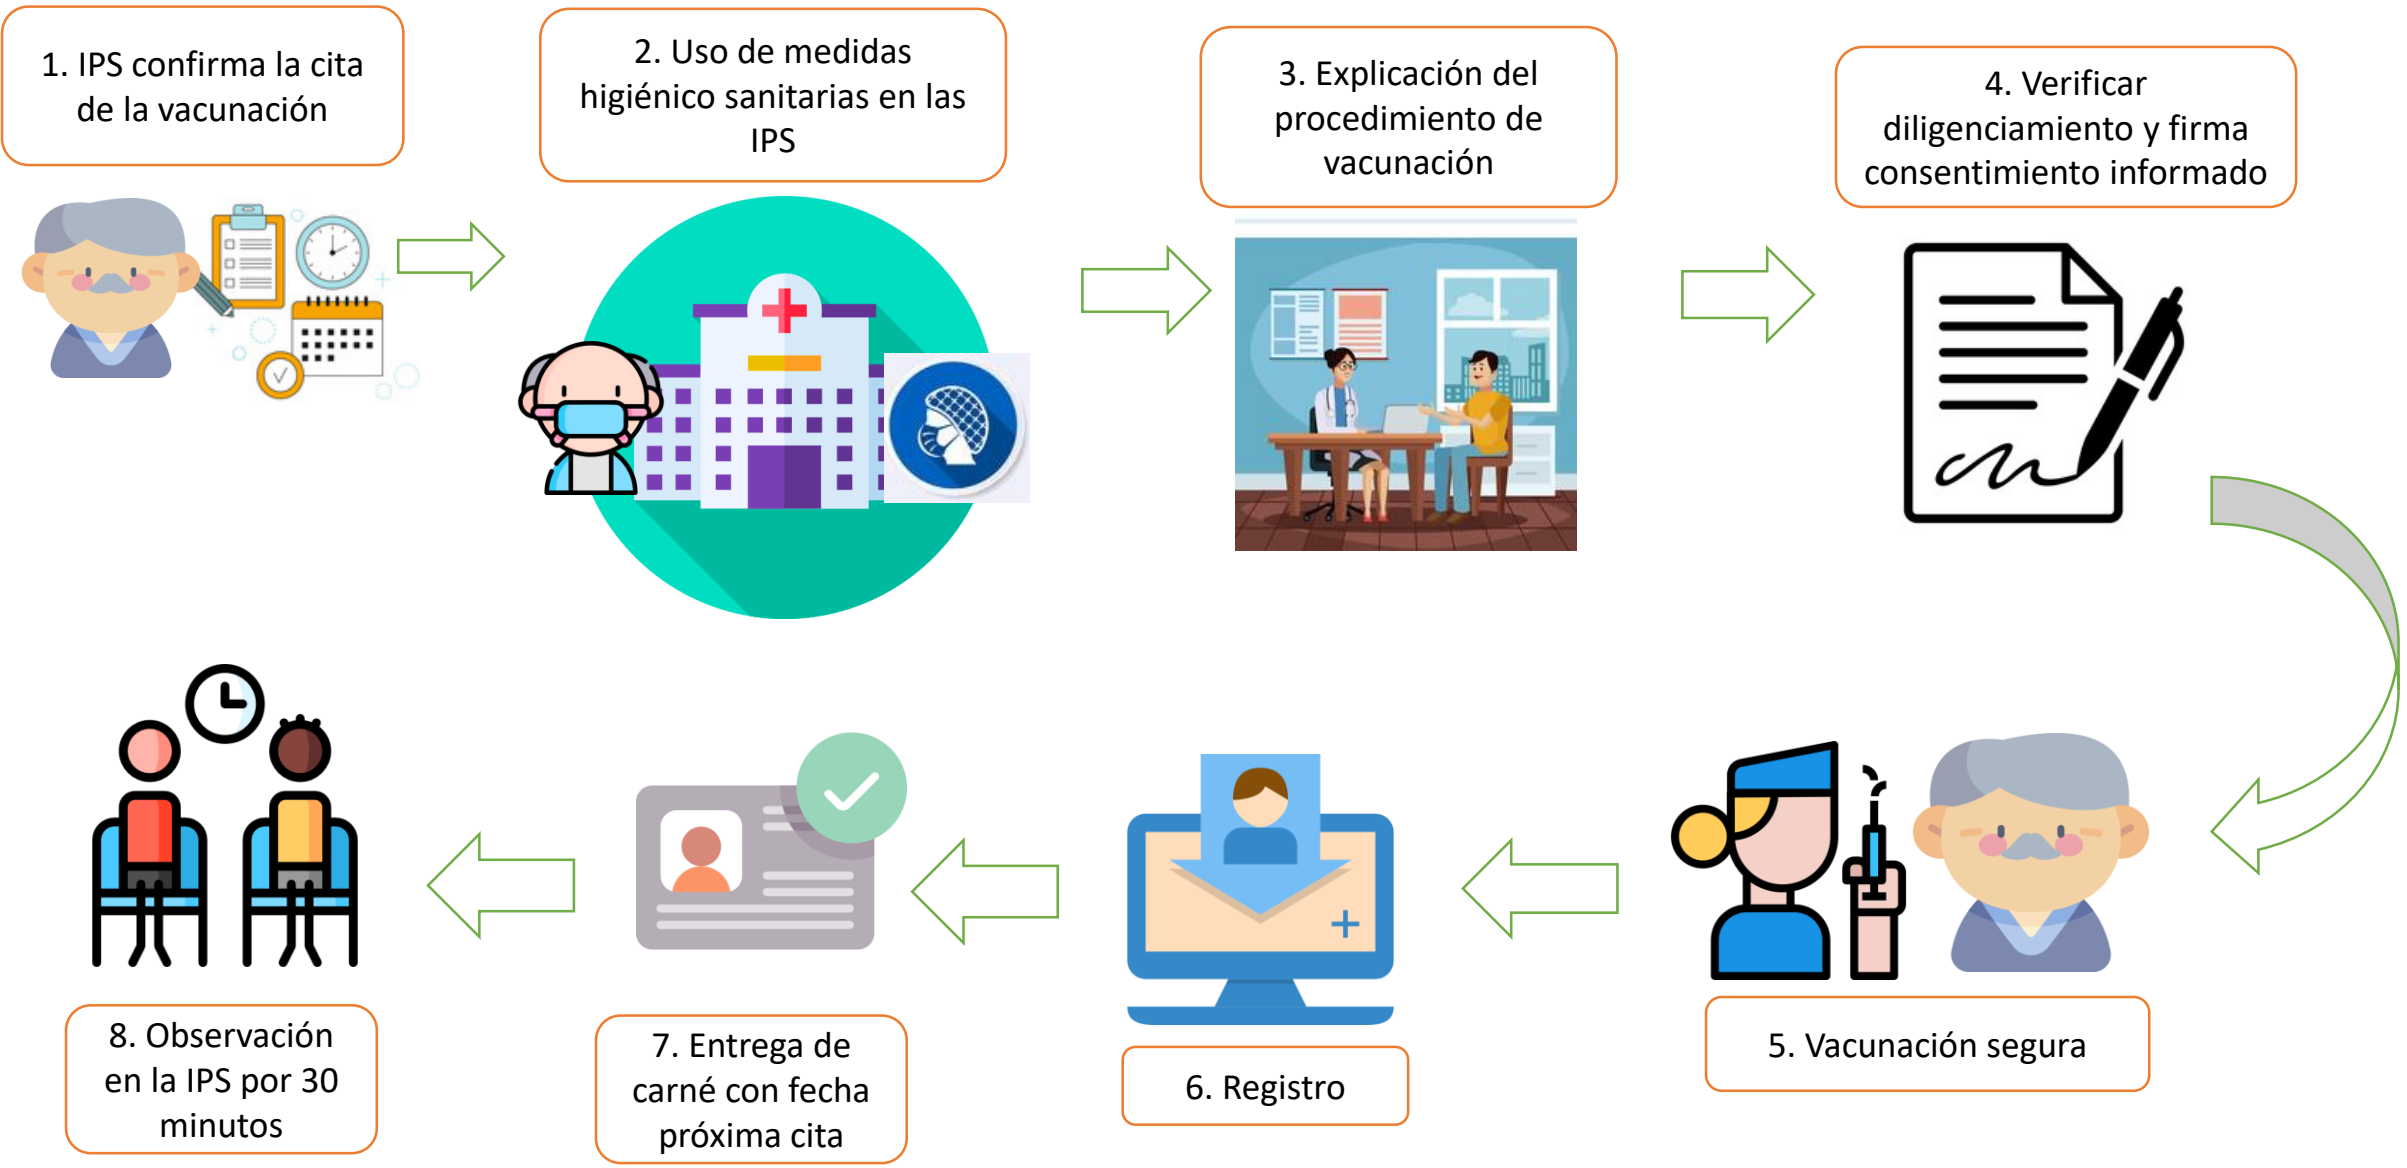 1. IPS confirma la cita
de la vacunación
2. Uso de medidas
higiénico sanitarias en las
IPS
3. Explicación del
procedimiento de
vacunación
4. Verificar
diligenciamiento y firma
consentimiento informado
5. Vacunación segura
6. Registro
7. Entrega de
carné con fecha
próxima cita
8. Observación
en la IPS por 30
minutos